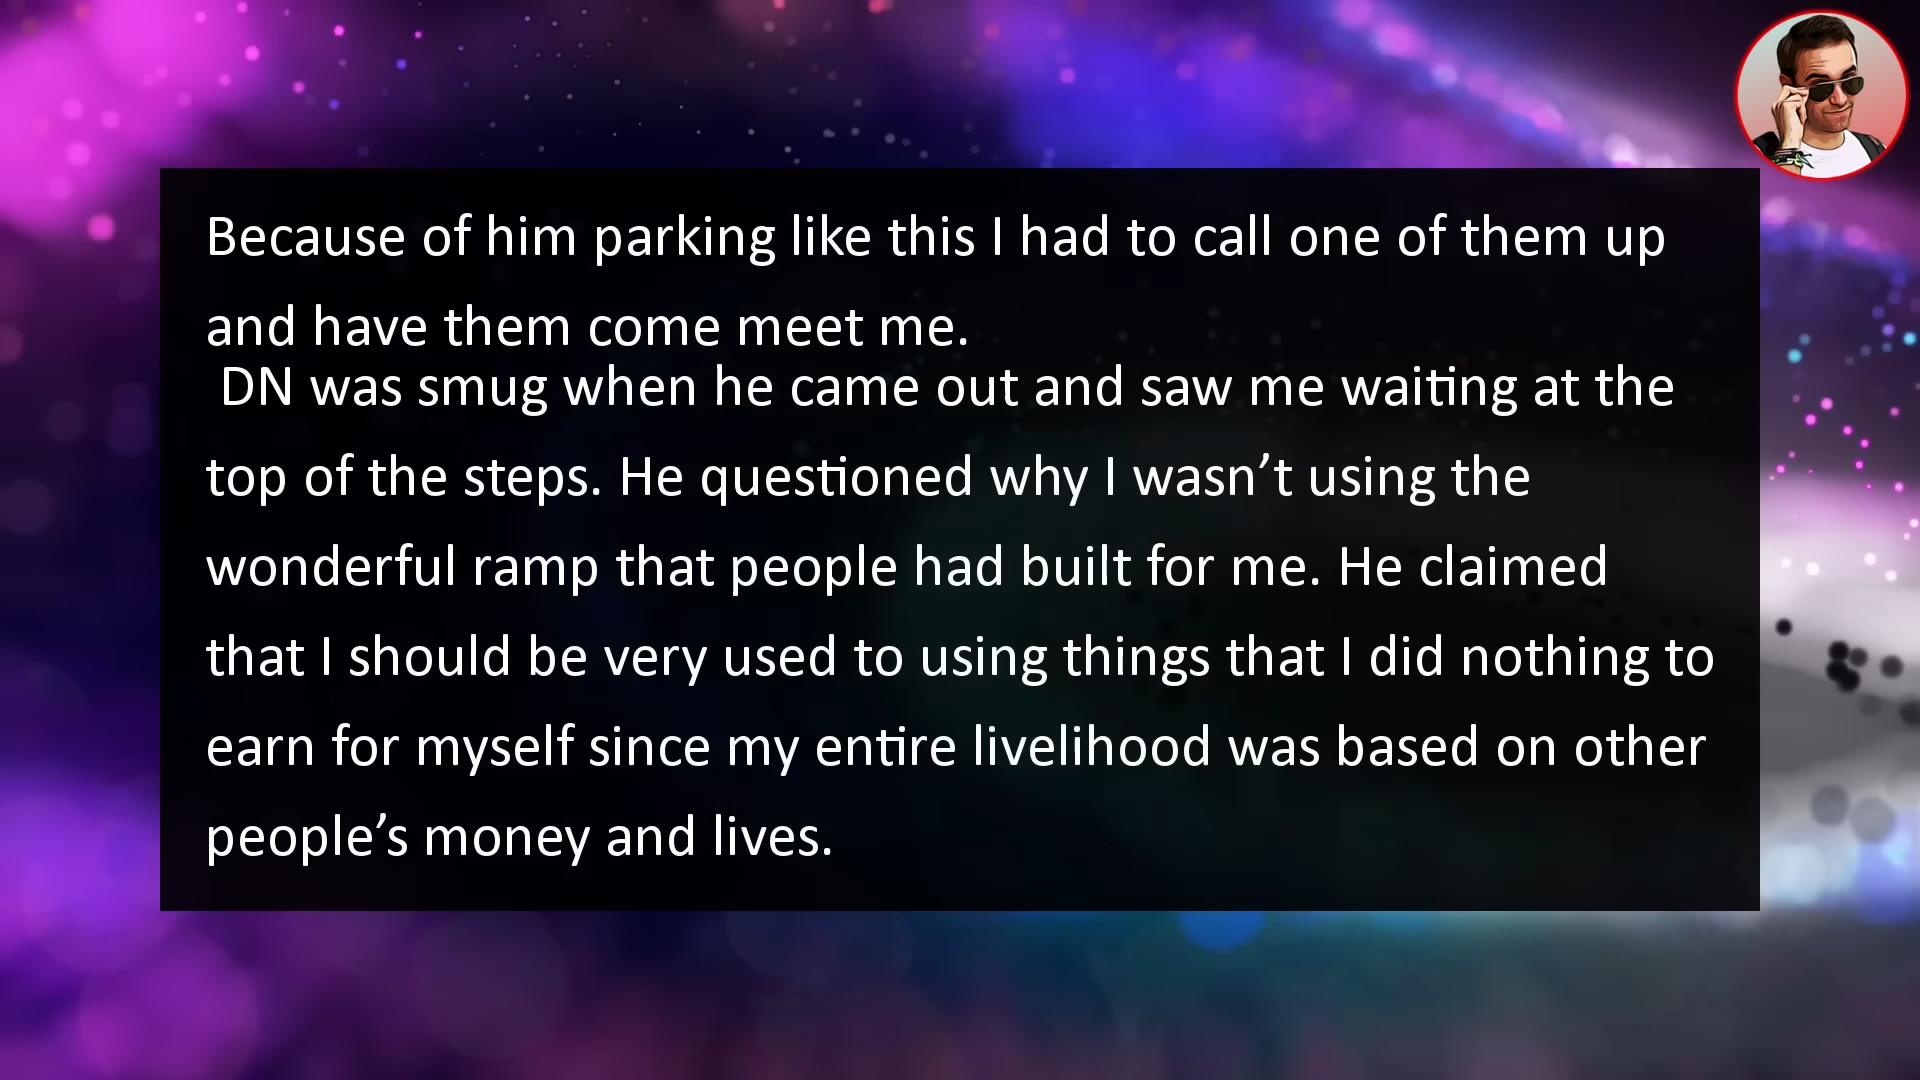 Because of him parking like this I had to call one of them up
and have them come meet me.
DN was smug when he came out and saw me waiting at the
top of the steps. He questioned why I wasn’t using the
wonderful ramp that people had built for me. He claimed
that I should be very used to using things that I did nothing to
earn for myself since my entire livelihood was based on other
people’s money and lives.